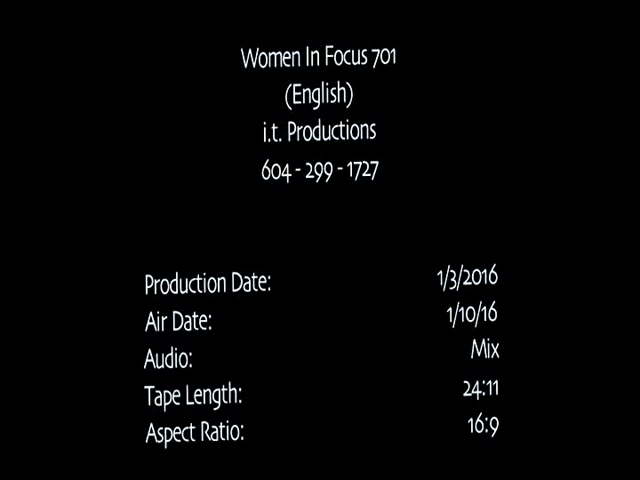 Women In Focus 701
(English)
i.t. Productions
604 - 299 - 1727
Production Date: 1/3/2016
Air Date: 1/10/16
Audio: Mix
Tape Length: 24:11
Aspect Ratio: 16:9